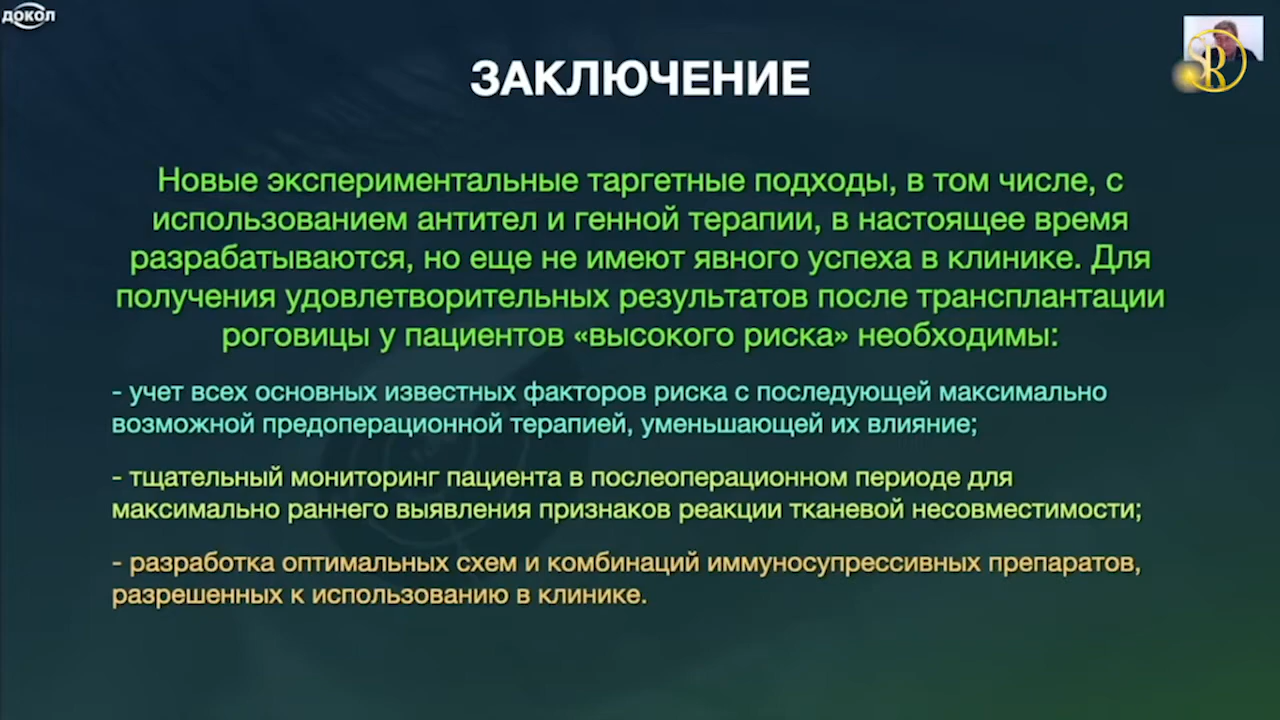 ДОКОЛ
SR
ЗАКЛЮЧЕНИЕ
Новые экспериментальные таргетные подходы, в том числе, с
использованием антител и генной терапии, в настоящее время
разрабатываются, но еще не имеют явного успеха в клинике. Для
получения удовлетворительных результатов после трансплантации
роговицы у пациентов «высокого риска» необходимы:
- учет всех основных известных факторов риска с последующей максимально
возможной предоперационной терапией, уменьшающей их влияние;
- тщательный мониторинг пациента в послеоперационном периоде для
максимально раннего выявления признаков реакции тканевой несовместимости;
- разработка оптимальных схем и комбинаций иммуносупрессивных препаратов,
разрешенных к использованию в клинике.